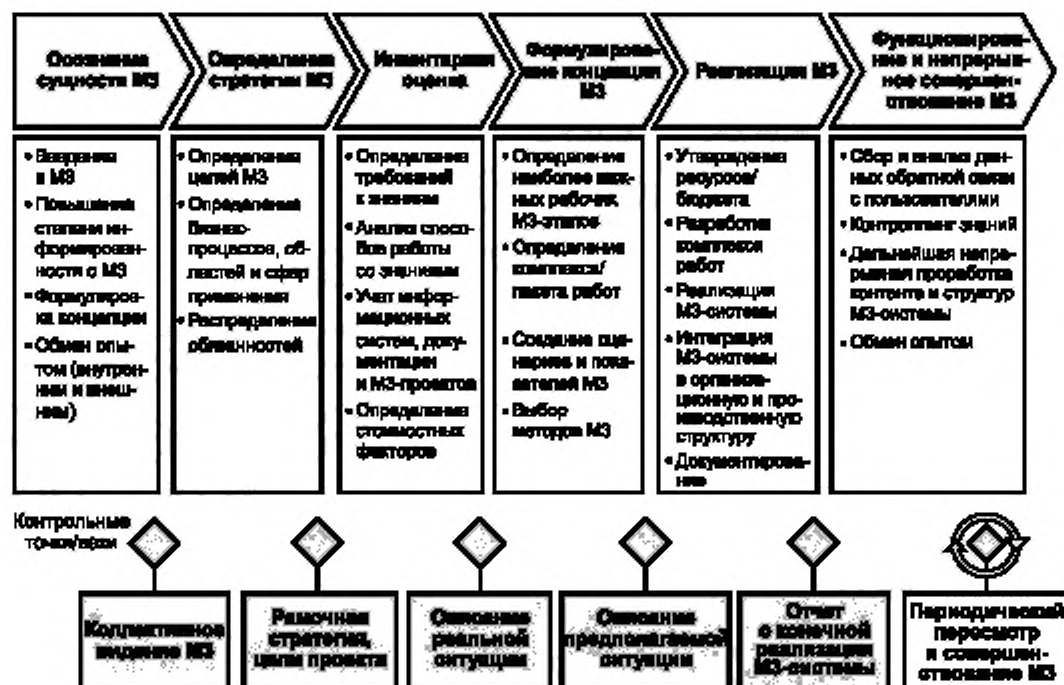 Осознание
сущности МЗ
Определение
стратегии МЗ
Инвентарная
оценка
Формулирова-
ние концепции
МЗ
Реализация МЗ
Функционирова-
ние и непрерыв-
ное совершен-
ствование МЗ
• Введение
в МЗ
• Повышение
степени ин-
формирован-
ности о МЗ
• Формулиров-
ка концепции
• Обмен опы-
том (внутрен-
ним и внеш-
ним)
• Определение
целей МЗ
• Определение
бизнес-
процессов, об-
ластей и сфер
применения
• Распределение
обязанностей
• Определение
требований
к знаниям
• Анализ спосо-
бов работы
со знаниями
• Учет инфор-
мационных
систем, доку-
ментации
и МЗ-проектов
• Определение
стоимостных
факторов
• Определение
наиболее важ-
ных рабочих
МЗ-этапов
• Определение
комплекса/
пакета работ
• Создание сце-
нариев и пока-
зателей МЗ
• Выбор
методов МЗ
• Утверждение
ресурсов/
бюджета
• Разработка
комплекса
работ
• Реализация
МЗ-системы
• Интеграция
МЗ-системы
в организа-
ционную и про-
изводственную
структуру
• Документирова-
ние
• Сбор и анализ дан-
ных обратной связи
с пользователями
• Контроллинг знаний
• Дальнейшая непре-
рывная проработка
контента и структур
МЗ-системы
• Обмен опытом
Контрольные
точки/вехи
Коллективное
видение МЗ
Рамочная
стратегия,
цели проекта
Описание
реальной
ситуации
Описание
предполагаемой
ситуации
Отчет
о конечной
реализации
МЗ-системы
Периодический
пересмотр
и совершен-
ствование МЗ